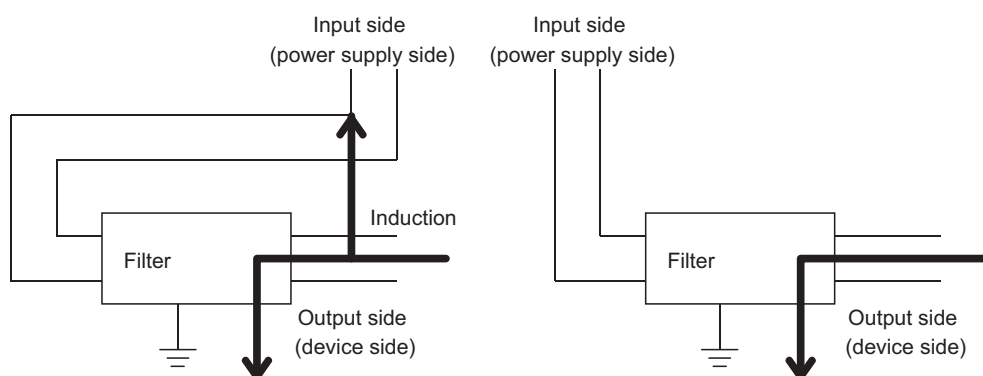 Input side
(power supply side)
Induction
Filter
Output side
(device side)
Input side
(power supply side)
Filter
Output side
(device side)